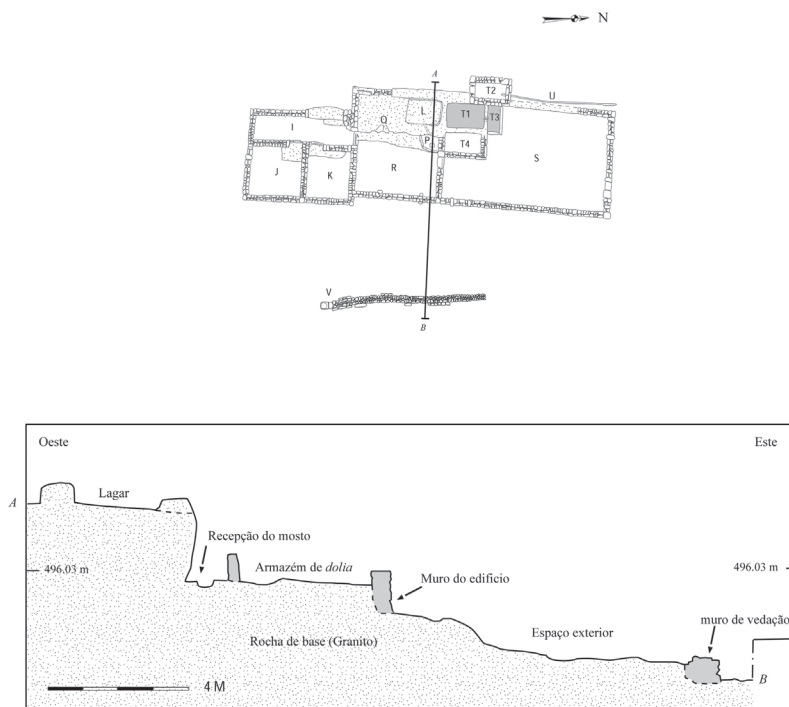 N
A
T2
U
L
T1
T3
Q
I
P
T4
S
J
K
R
V
B
Oeste
Este
Lagar
A
Recepção do mosto
496.03 m
Armazém de dolia
496.03 m
Muro do edificio
muro de vedação
Espaço exterior
Rocha de base (Granito)
4 M
B